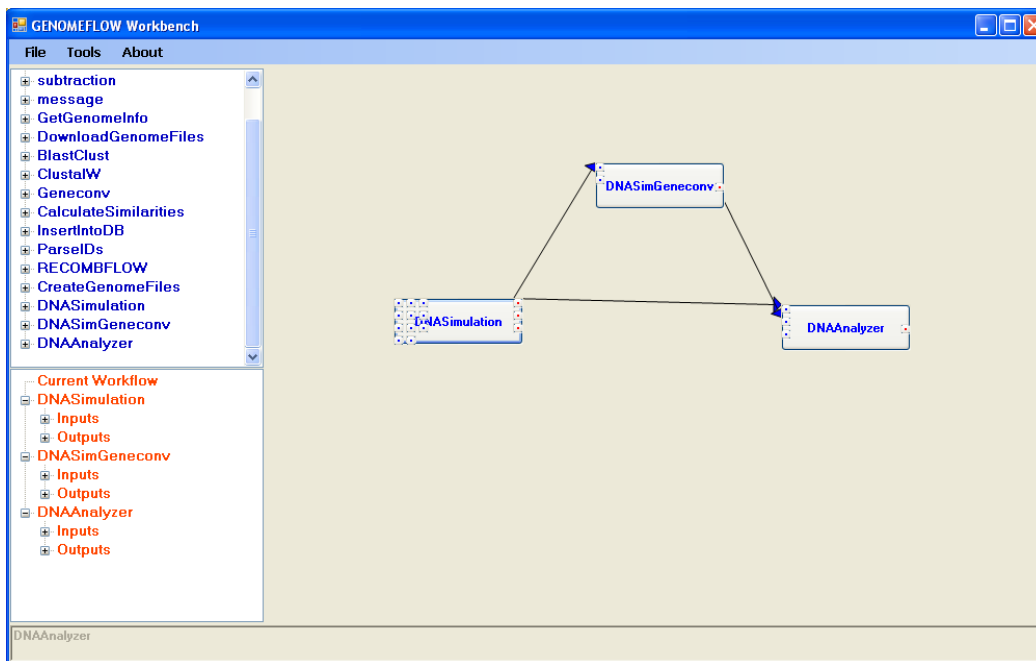 GENOMEFLOW Workbench
File Tools About
subtraction
message
GetGenomeInfo
DownloadGenomeFiles
BlastClust
ClustalW
Geneconv
CalculateSimilarities
InsertIntoDB
ParseIDs
RECOMBFLOW
CreateGenomeFiles
DNASimulation
DNASimGeneconv
DNAAnalyzer
Current Workflow
DNASimulation
Inputs
Outputs
DNASimGeneconv
Inputs
Outputs
DNAAnalyzer
Inputs
Outputs
DNASimGeneconv
DNASimulation
DNAAnalyzer
DNAAnalyzer